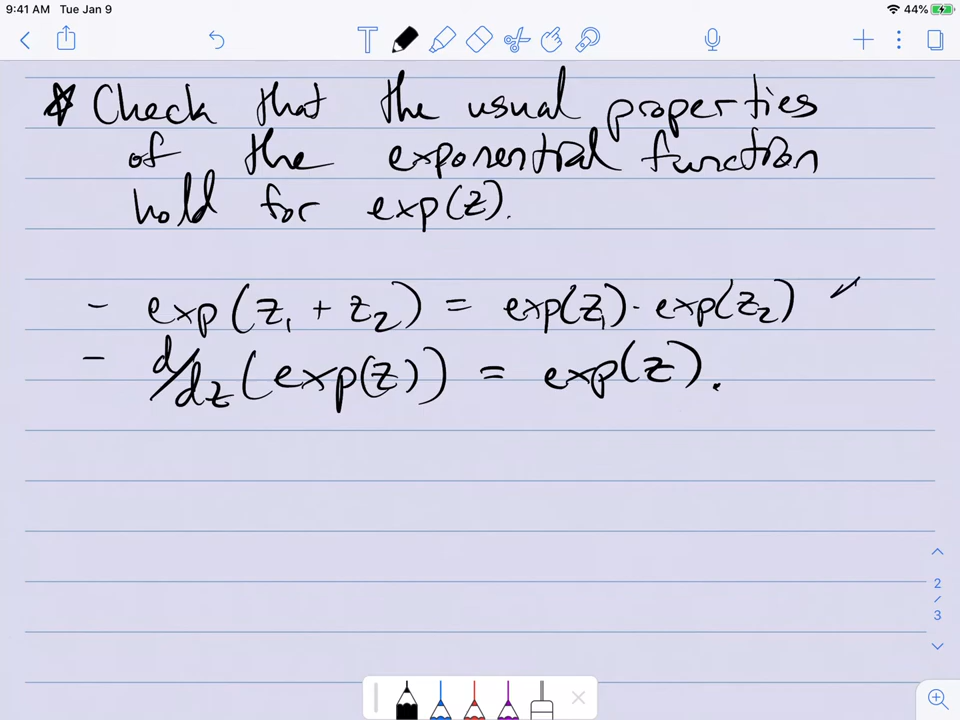 9:41 AM Tue Jan 9
44%
T
☆ Check that the usual properties
of the exponential function
hold for exp(z).
- exp(z₁ + z₂) = exp(z₁)·exp(z₂) ✓
- d/dz(exp(z)) = exp(z).
2
/
3